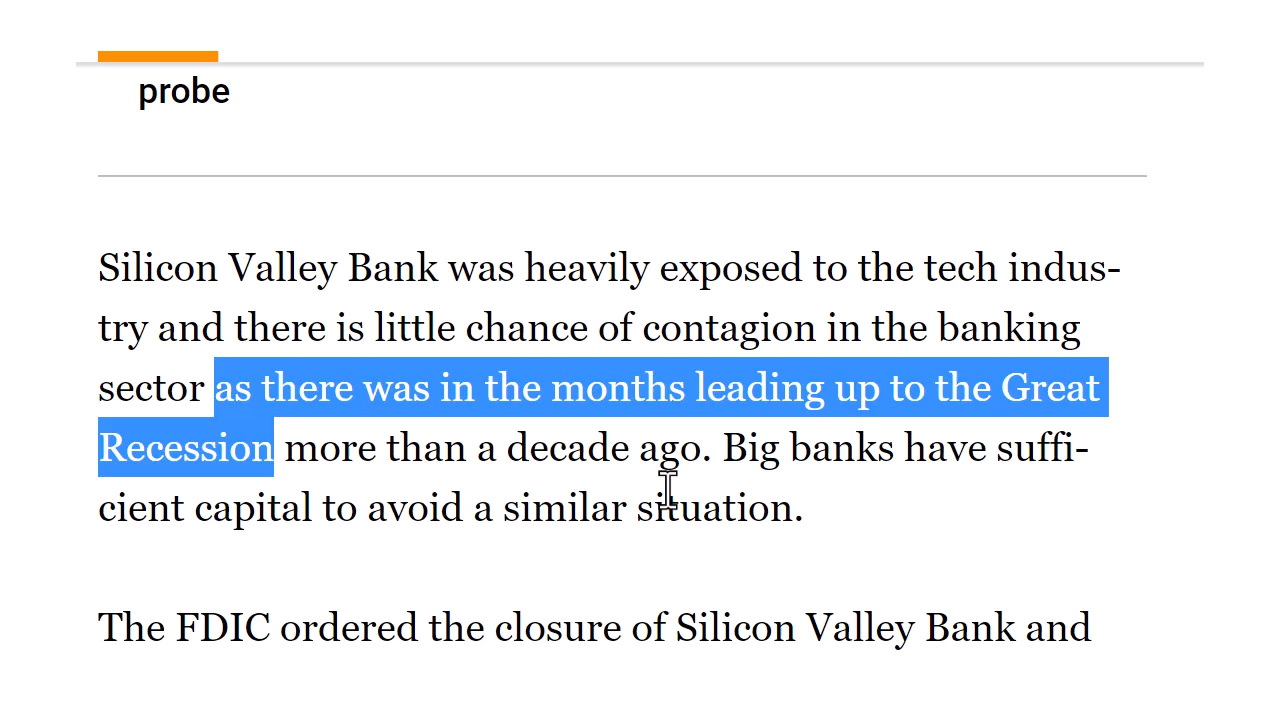 probe
Silicon Valley Bank was heavily exposed to the tech indus-
try and there is little chance of contagion in the banking
sector as there was in the months leading up to the Great
Recession more than a decade ago. Big banks have suffi-
cient capital to avoid a similar situation.
The FDIC ordered the closure of Silicon Valley Bank and